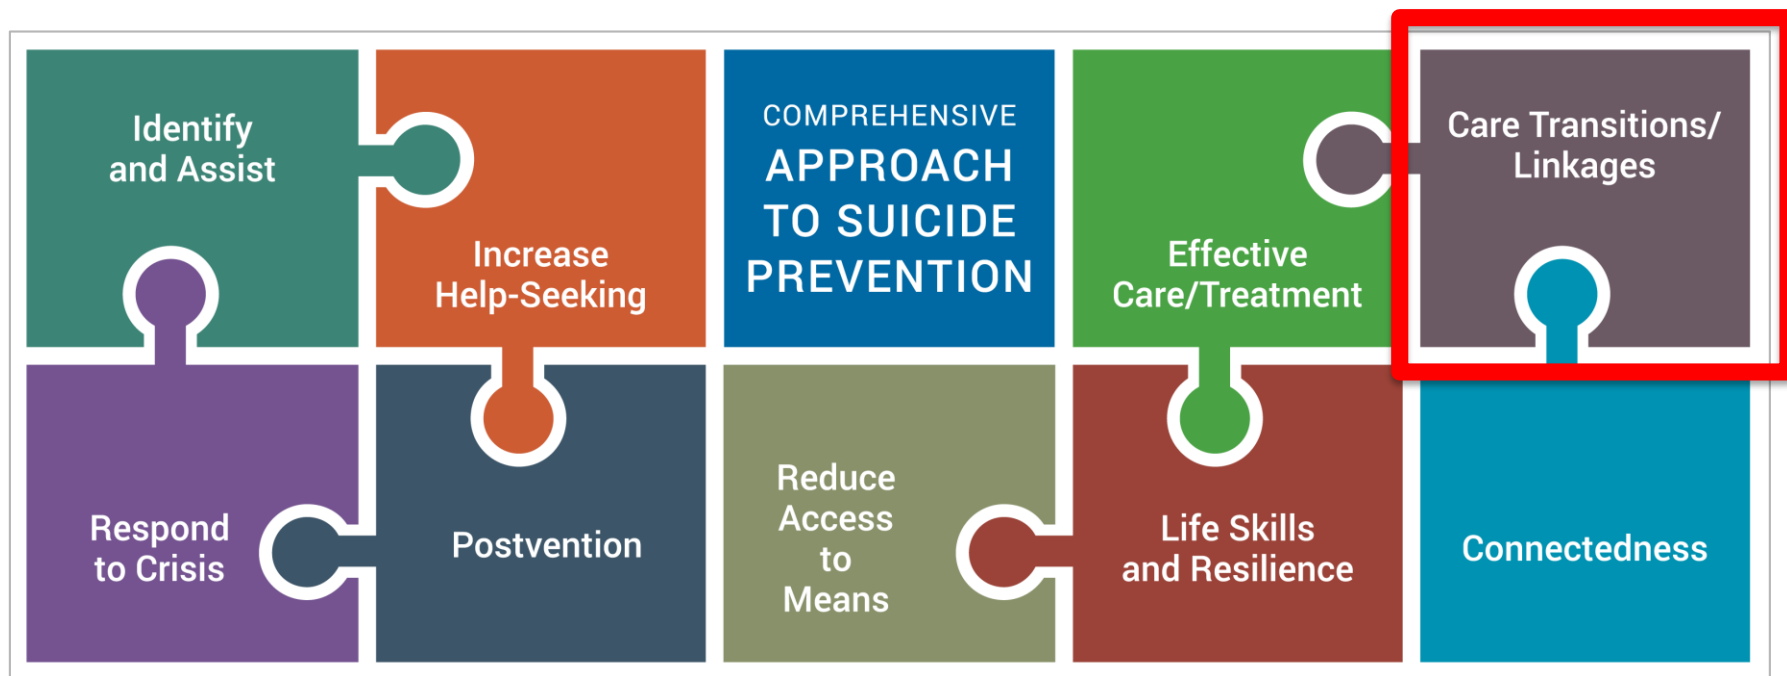 Identify
and Assist
Increase
Help-Seeking
COMPREHENSIVE
APPROACH
TO SUICIDE
PREVENTION
Effective
Care/Treatment
Care Transitions/
Linkages
Respond
to Crisis
Postvention
Reduce
Access
to
Means
Life Skills
and Resilience
Connectedness